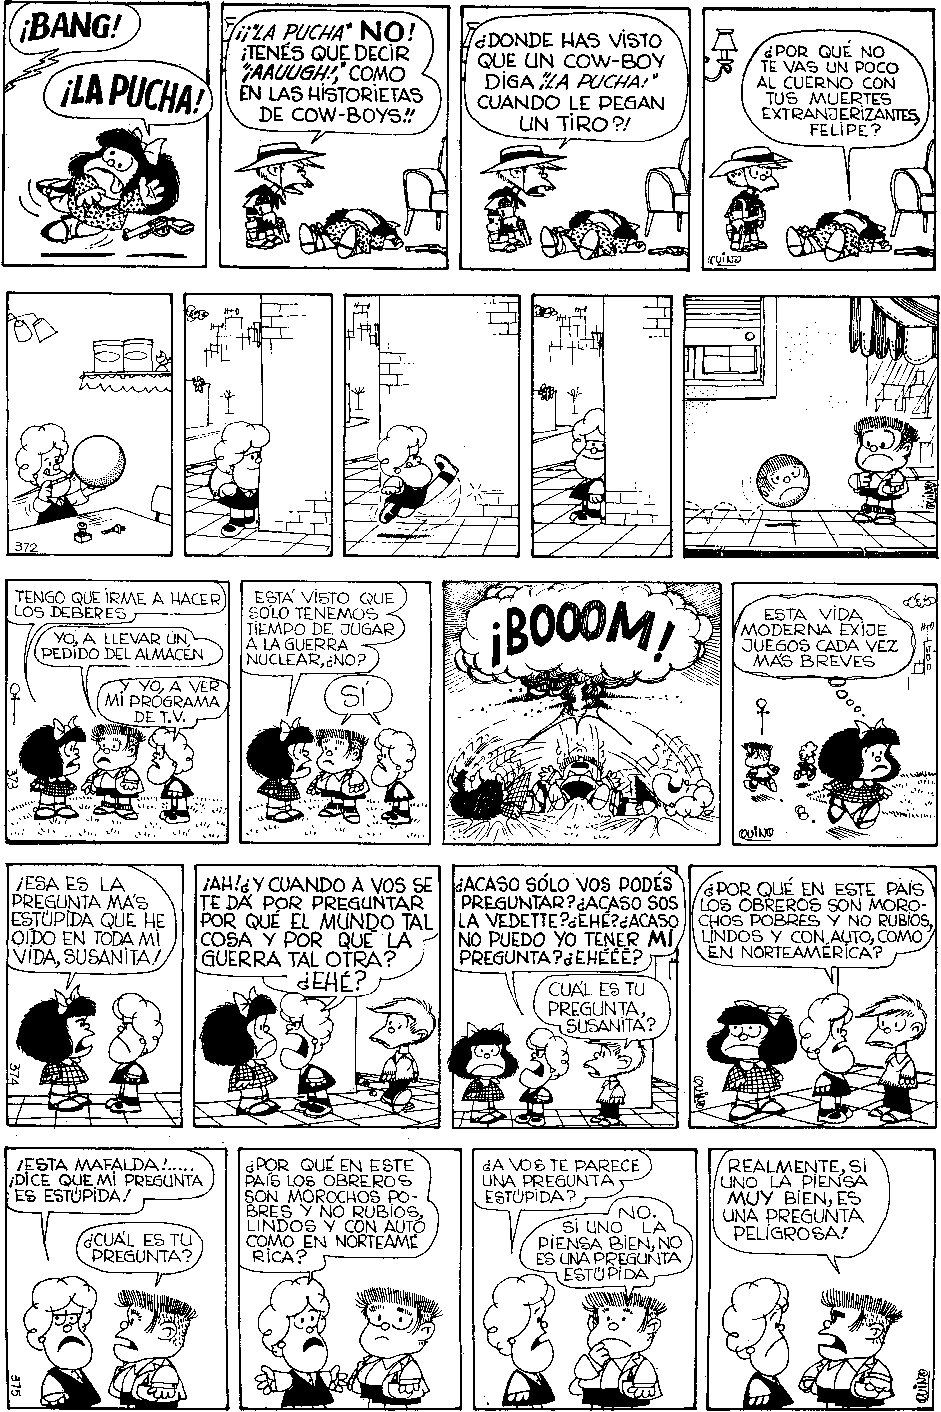 ¡BANG!
¡LA PUCHA!
¡¡"LA PUCHA" NO!
¡TENÉS QUE DECIR
"¡AAUUGH!," COMO
EN LAS HISTORIETAS
DE COW-BOYS!!
¿DONDE HAS VISTO
QUE UN COW-BOY
DIGA "¡LA PUCHA!"
CUANDO LE PEGAN
UN TIRO?!
¿POR QUÉ NO
TE VAS UN POCO
AL CUERNO CON
TUS MUERTES
EXTRANJERIZANTES,
FELIPE?
QUINO
372
QUINO
TENGO QUE IRME A HACER
LOS DEBERES
YO, A LLEVAR UN
PEDIDO DEL ALMACÉN
Y YO, A VER
MI PROGRAMA
DE T.V.
373
ESTÁ VISTO QUE
SÓLO TENEMOS
TIEMPO DE JUGAR
A LA GUERRA
NUCLEAR, ¿NO?
SÍ
¡BOOOM!
ESTA VIDA
MODERNA EXIJE
JUEGOS CADA VEZ
MÁS BREVES
QUINO
¡ESA ES LA
PREGUNTA MÁS
ESTÚPIDA QUE HE
OÍDO EN TODA MI
VIDA, SUSANITA!
374
¡AH! ¿Y CUANDO A VOS SE
TE DÁ POR PREGUNTAR
POR QUÉ EL MUNDO TAL
COSA Y POR QUÉ LA
GUERRA TAL OTRA?
¿EHÉ?
¿ACASO SÓLO VOS PODÉS
PREGUNTAR? ¿ACASO SOS
LA VEDETTE? ¿EHÉ? ¿ACASO
NO PUEDO YO TENER MI
PREGUNTA? ¿EHÉÉÉ?
CUÁL ES TU
PREGUNTA,
SUSANITA?
¿POR QUÉ EN ESTE PAÍS
LOS OBREROS SON MORO-
CHOS POBRES Y NO RUBIOS,
LINDOS Y CON AUTO, COMO
EN NORTEAMÉRICA?
QUINO
¡ESTA MAFALDA!.....
¡DICE QUE MI PREGUNTA
ES ESTÚPIDA!
¿CUÁL ES TU
PREGUNTA?
375
¿POR QUÉ EN ESTE
PAÍS LOS OBREROS
SON MOROCHOS PO-
BRES Y NO RUBIOS,
LINDOS Y CON AUTO
COMO EN NORTEAMÉ
RICA?
¿A VOS TE PARECE
UNA PREGUNTA
ESTÚPIDA?
NO.
SI UNO LA
PIENSA BIEN, NO
ES UNA PREGUNTA
ESTÚPIDA
REALMENTE, SI
UNO LA PIENSA
MUY BIEN, ES
UNA PREGUNTA
PELIGROSA!
QUINO